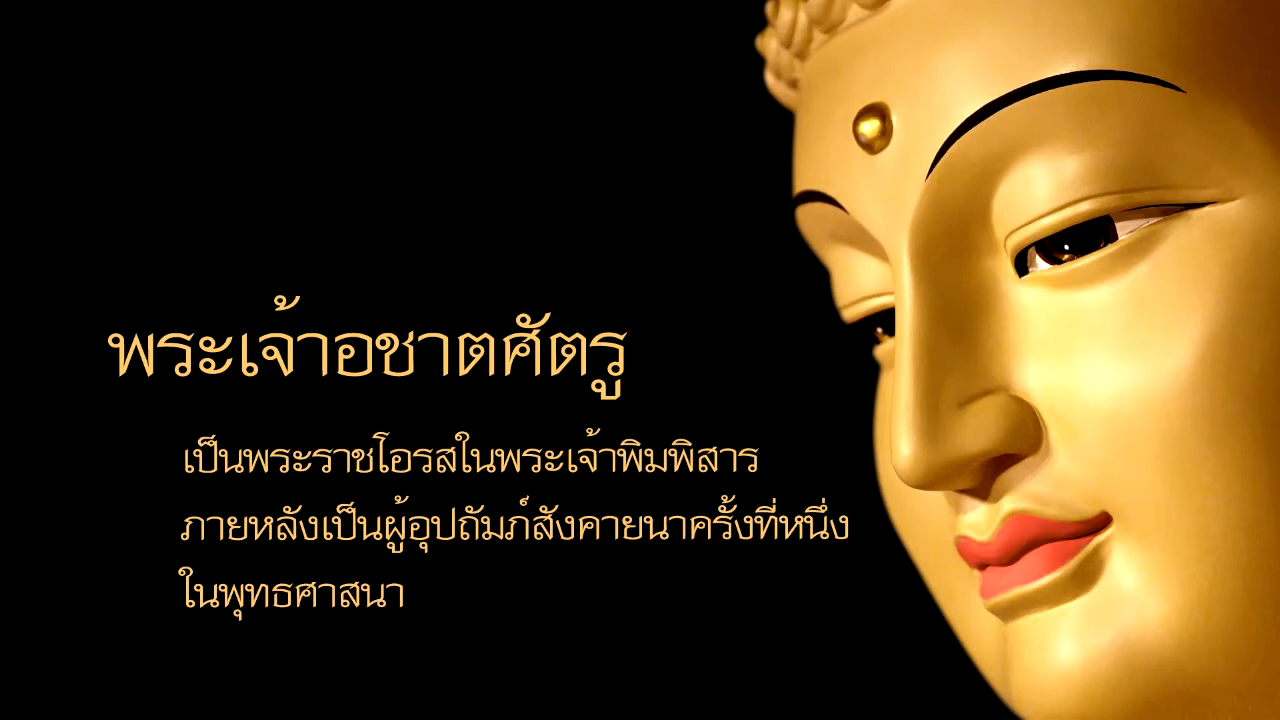 พระเจ้าอชาตศัตรู
เป็นพระราชโอรสในพระเจ้าพิมพิสาร
ภายหลังเป็นผู้อุปถัมภ์สังคายนาครั้งที่หนึ่ง
ในพุทธศาสนา